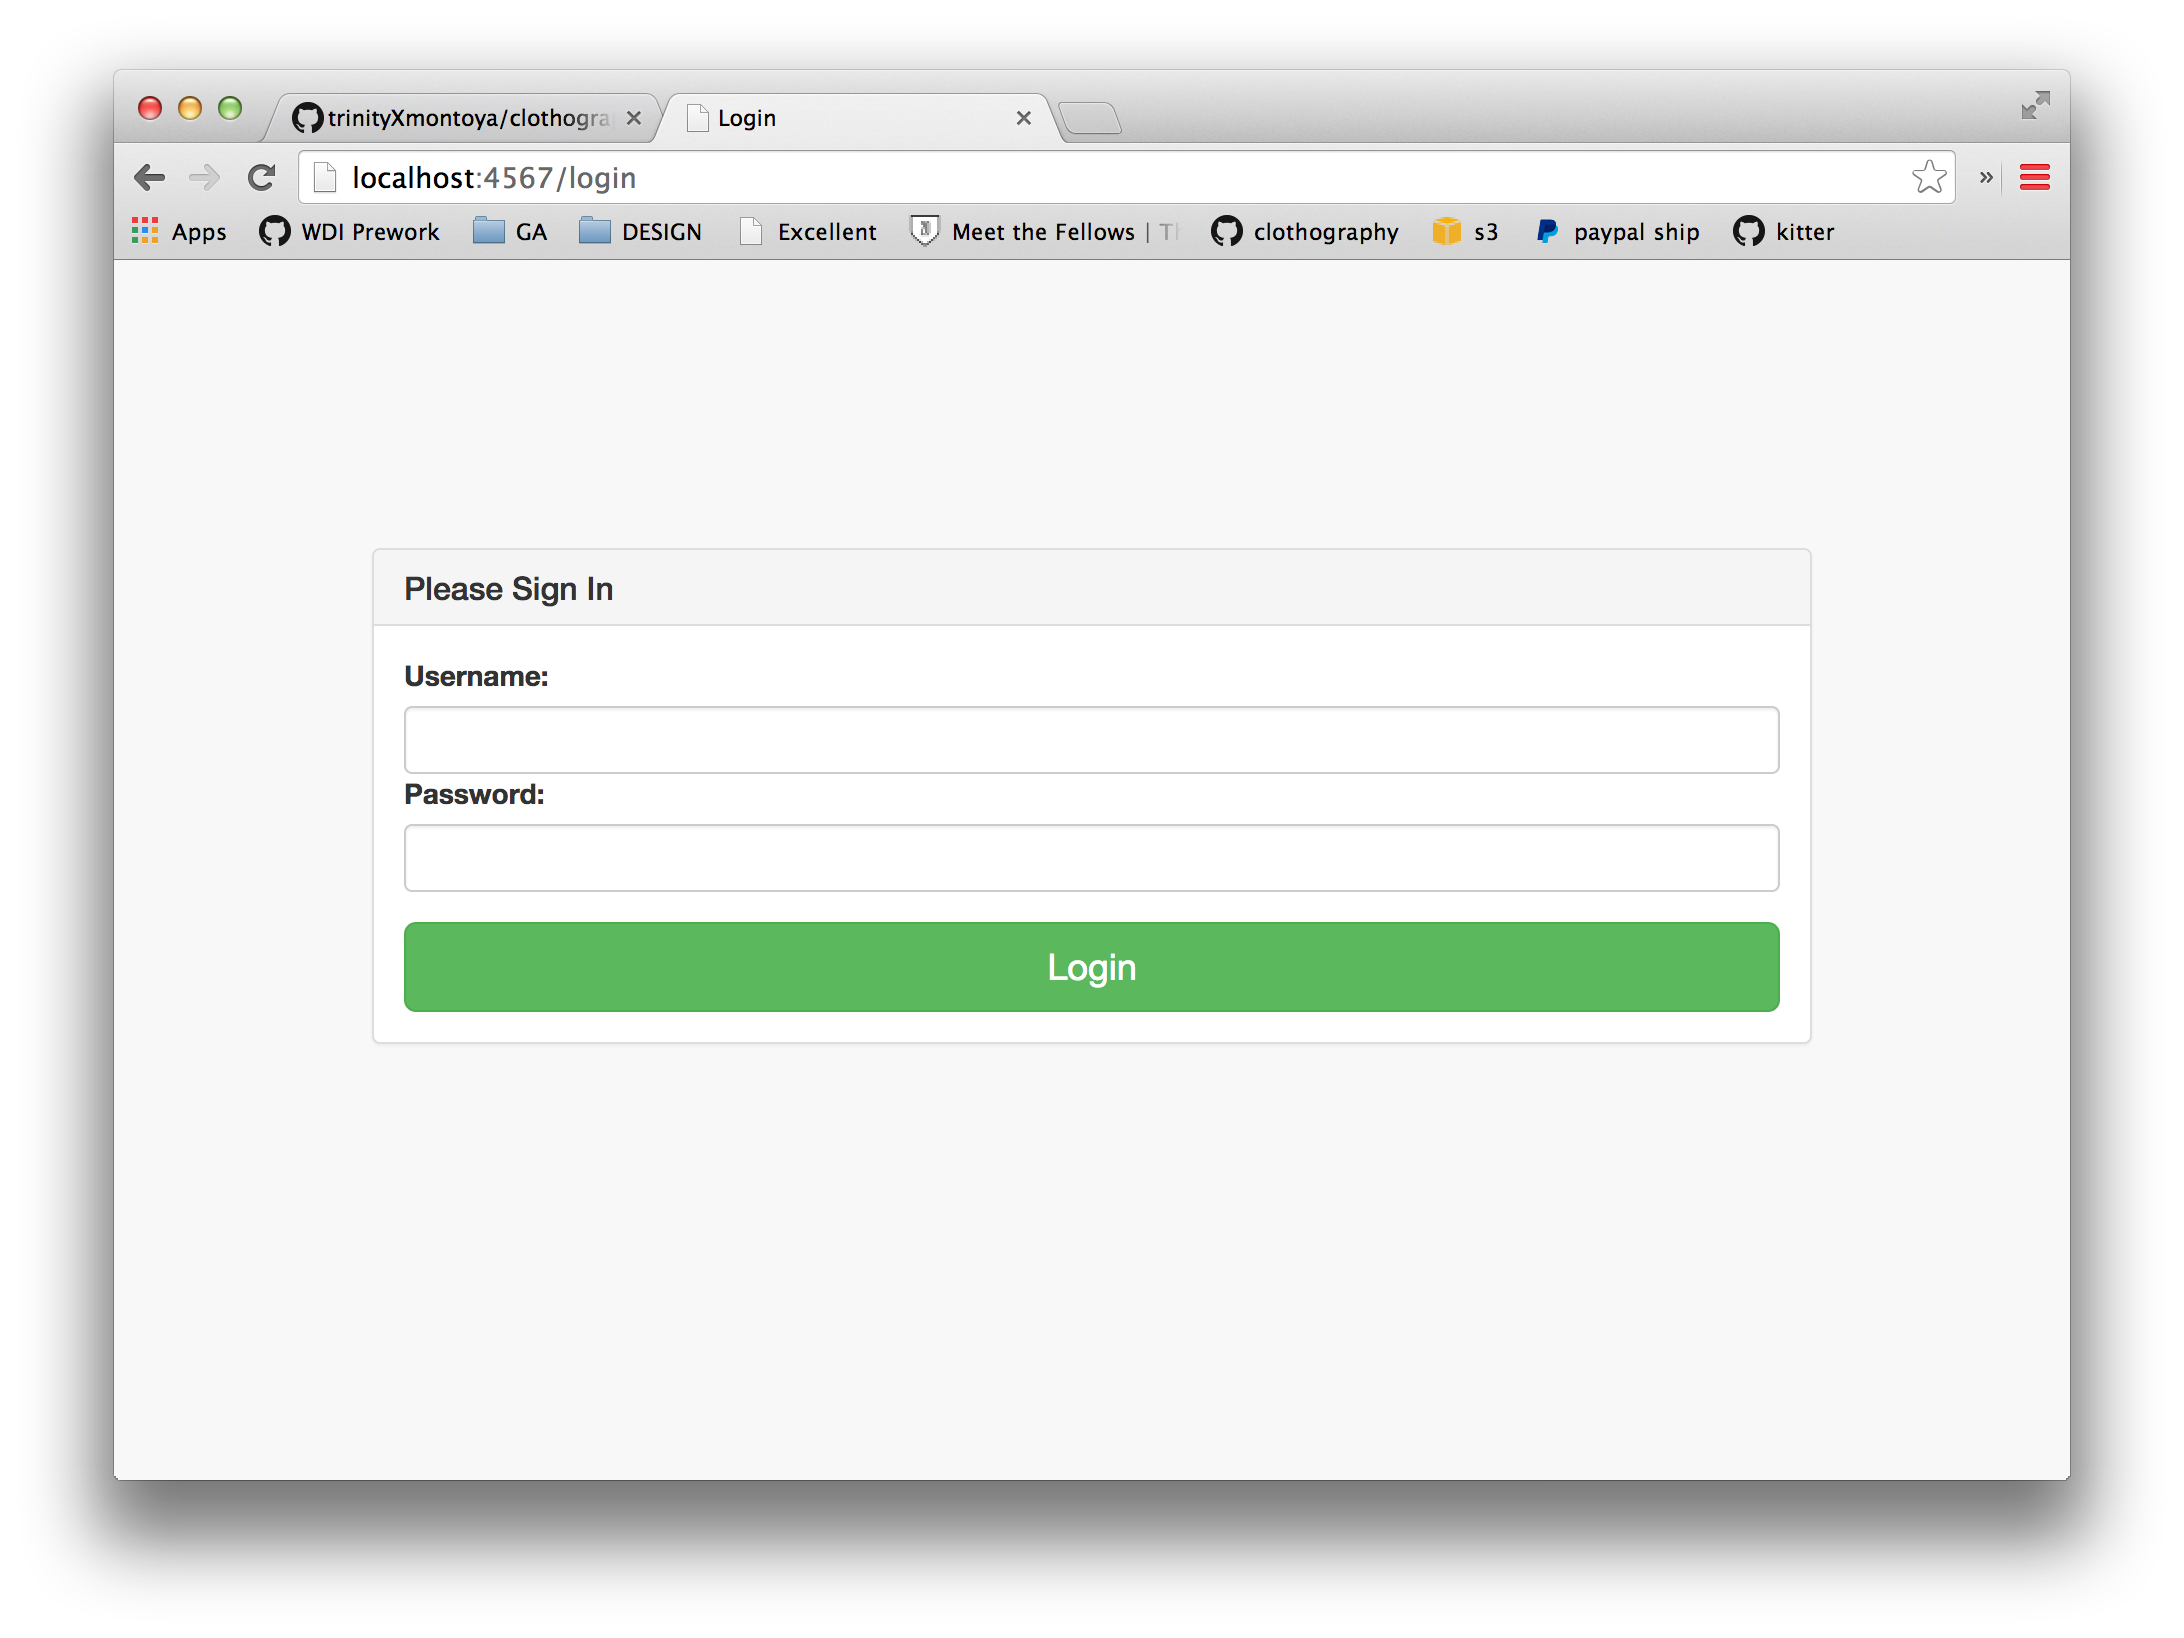 trinityXmontoya/clothogra
Login
localhost:4567/login
Apps WDI Prework GA DESIGN Excellent Meet the Fellows | Th clothography s3 paypal ship kitter
Please Sign In
Username:
Password:
Login